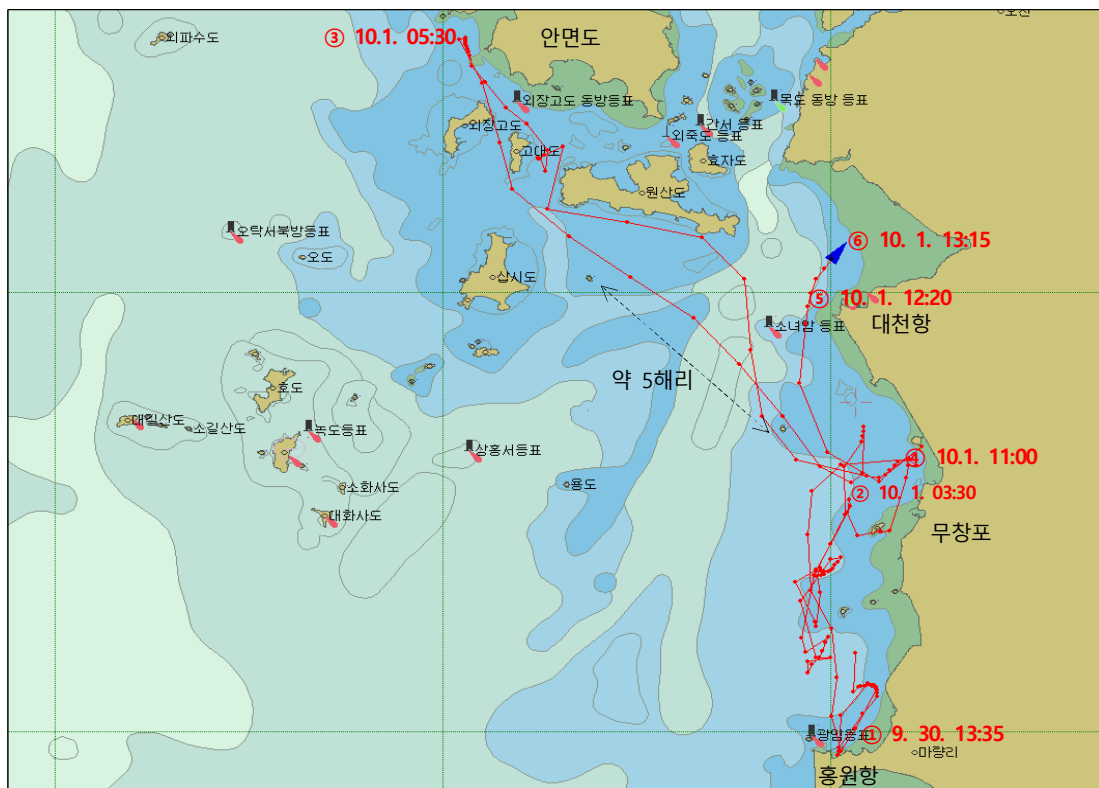 오천
외파수도
③ 10.1. 05:30
안면도
외장고도 동방등표
목도 동방 등표
간서 등표
외장고도
외죽도 등표
고대도
효자도
원산도
오탁서북방등표
⑥ 10. 1. 13:15
오도
삽시도
⑤ 10. 1. 12:20
소녀암 등표
대천항
약 5해리
호도
대길산도
소길산도
녹도등표
상홍서등표
④ 10.1. 11:00
용도
소화사도
② 10. 1. 03:30
대화사도
무창포
① 9. 30. 13:35
마량리
홍원항